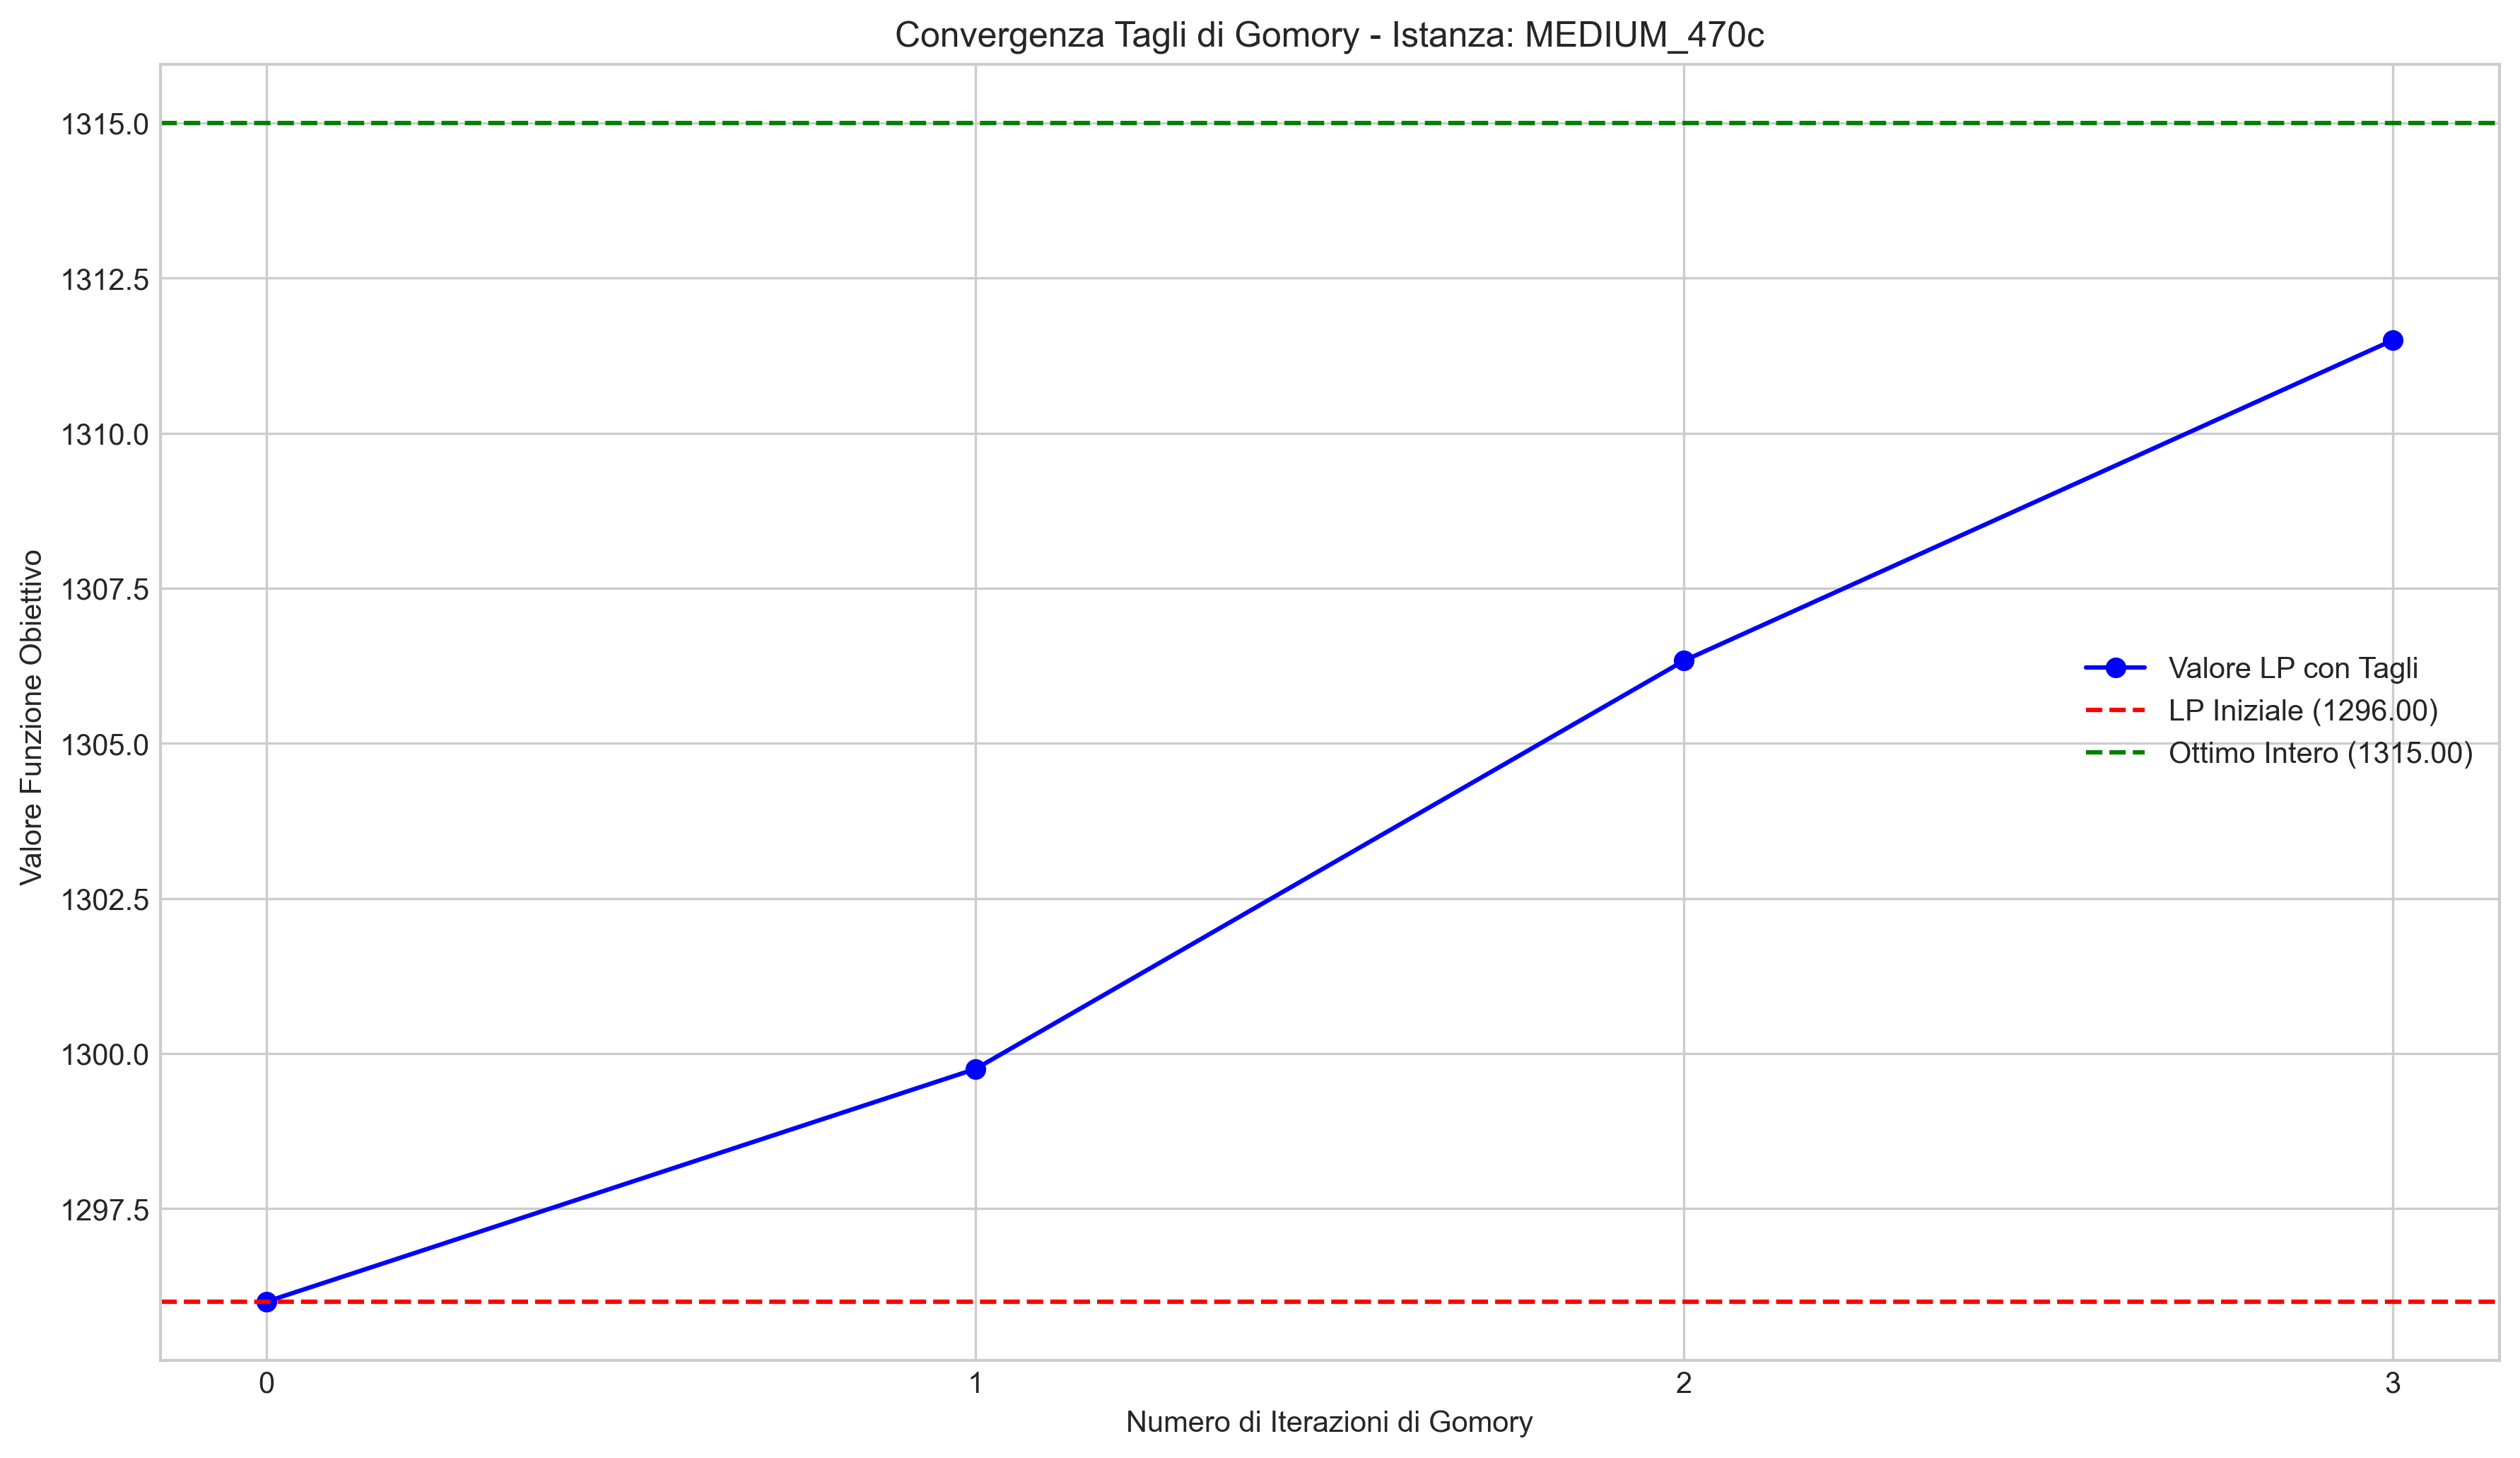 Convergenza Tagli di Gomory - Istanza: MEDIUM_470c
Valore Funzione Obiettivo
1315.0
1312.5
1310.0
1307.5
1305.0
1302.5
1300.0
1297.5
Valore LP con Tagli
LP Iniziale (1296.00)
Ottimo Intero (1315.00)
0 1 2 3
Numero di Iterazioni di Gomory